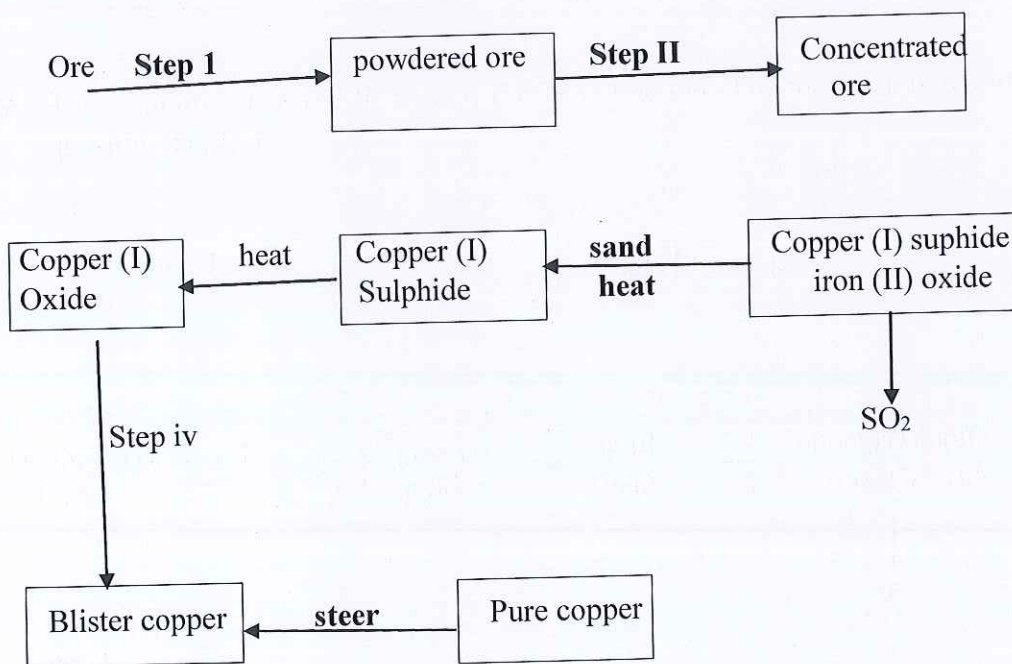 Ore Step 1 powdered ore Step II Concentrated
ore
Copper (I)
Oxide
heat
Copper (I)
Sulphide
sand
heat
Copper (I) suphide
iron (II) oxide
SO₂
Step iv
Blister copper steer Pure copper